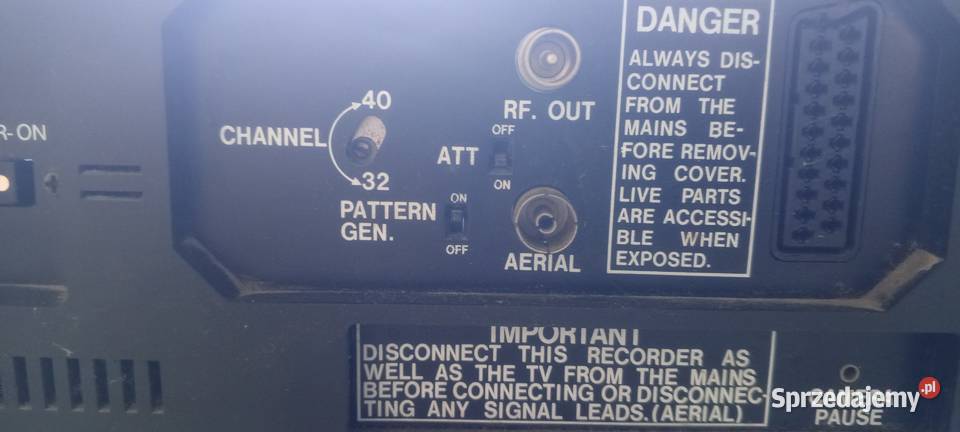 DANGER
ALWAYS DIS-
CONNECT
FROM THE
MAINS BE-
FORE REMOV-
ING COVER.
LIVE PARTS
ARE ACCESSI-
BLE WHEN
EXPOSED.
RF. OUT
40
CHANNEL
32
OFF
ATT
ON
R-ON
PATTERN
GEN.
ON
OFF
AERIAL
IMPORTANT
DISCONNECT THIS RECORDER AS
WELL AS THE TV FROM THE MAINS
BEFORE CONNECTING OR DISCONNEC-
TING ANY SIGNAL LEADS.(AERIAL)
PAUSE
Sprzedajemy.pl